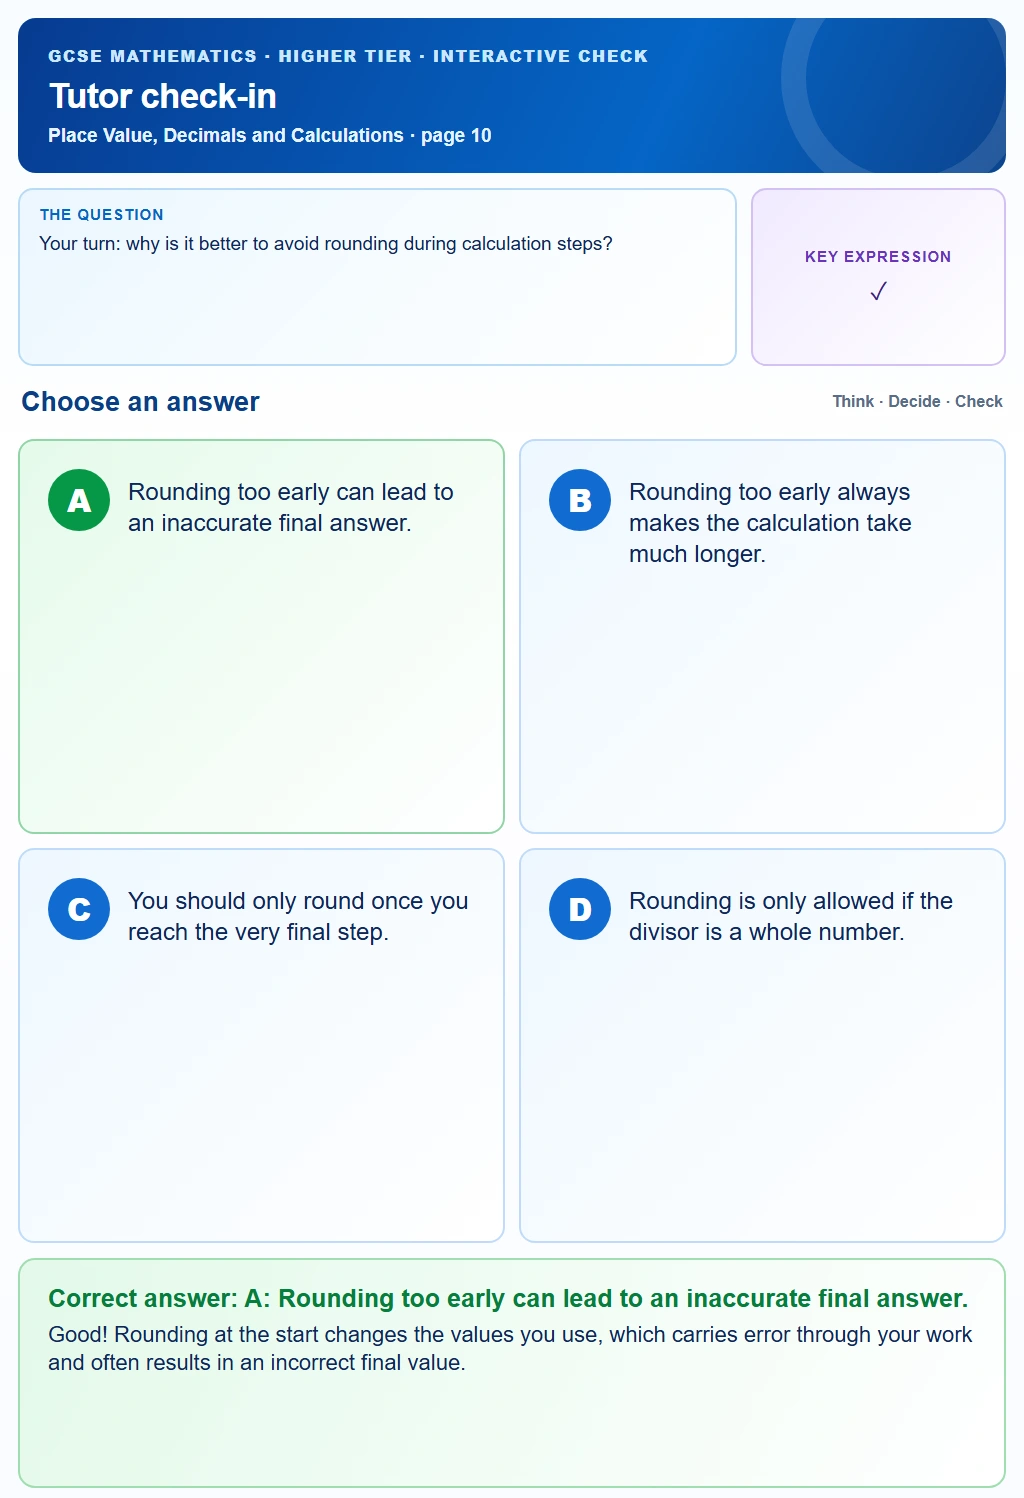 GCSE MATHEMATICS · HIGHER TIER · INTERACTIVE CHECK
Tutor check-in
Place Value, Decimals and Calculations · page 10
THE QUESTION
Your turn: why is it better to avoid rounding during calculation steps?
KEY EXPRESSION
✓
Choose an answer
Think · Decide · Check
A
Rounding too early can lead to
an inaccurate final answer.
B
Rounding too early always
makes the calculation take
much longer.
C
You should only round once you
reach the very final step.
D
Rounding is only allowed if the
divisor is a whole number.
Correct answer: A: Rounding too early can lead to an inaccurate final answer.
Good! Rounding at the start changes the values you use, which carries error through your work
and often results in an incorrect final value.